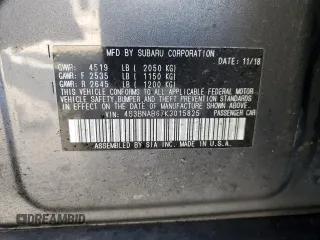 MFD BY SUBARU CORPORATION
DATE: 11/18
GVWR: 4519 LB ( 2050 KG)
GAWR: F 2535 LB ( 1150 KG)
GAWR: R 2645 LB ( 1200 KG)
THIS VEHICLE CONFORMS TO ALL APPLICABLE FEDERAL MOTOR
VEHICLE SAFETY, BUMPER AND THEFT PREVENTION STANDARDS
IN EFFECT ON THE DATE OF MANUFACTURE SHOWN ABOVE.
VIN: 4S3BNAB67K3015825 PASSENGER CAR
ASSEMBLED BY SIA INC. MADE IN U.S.A.
GREATBIDCARS